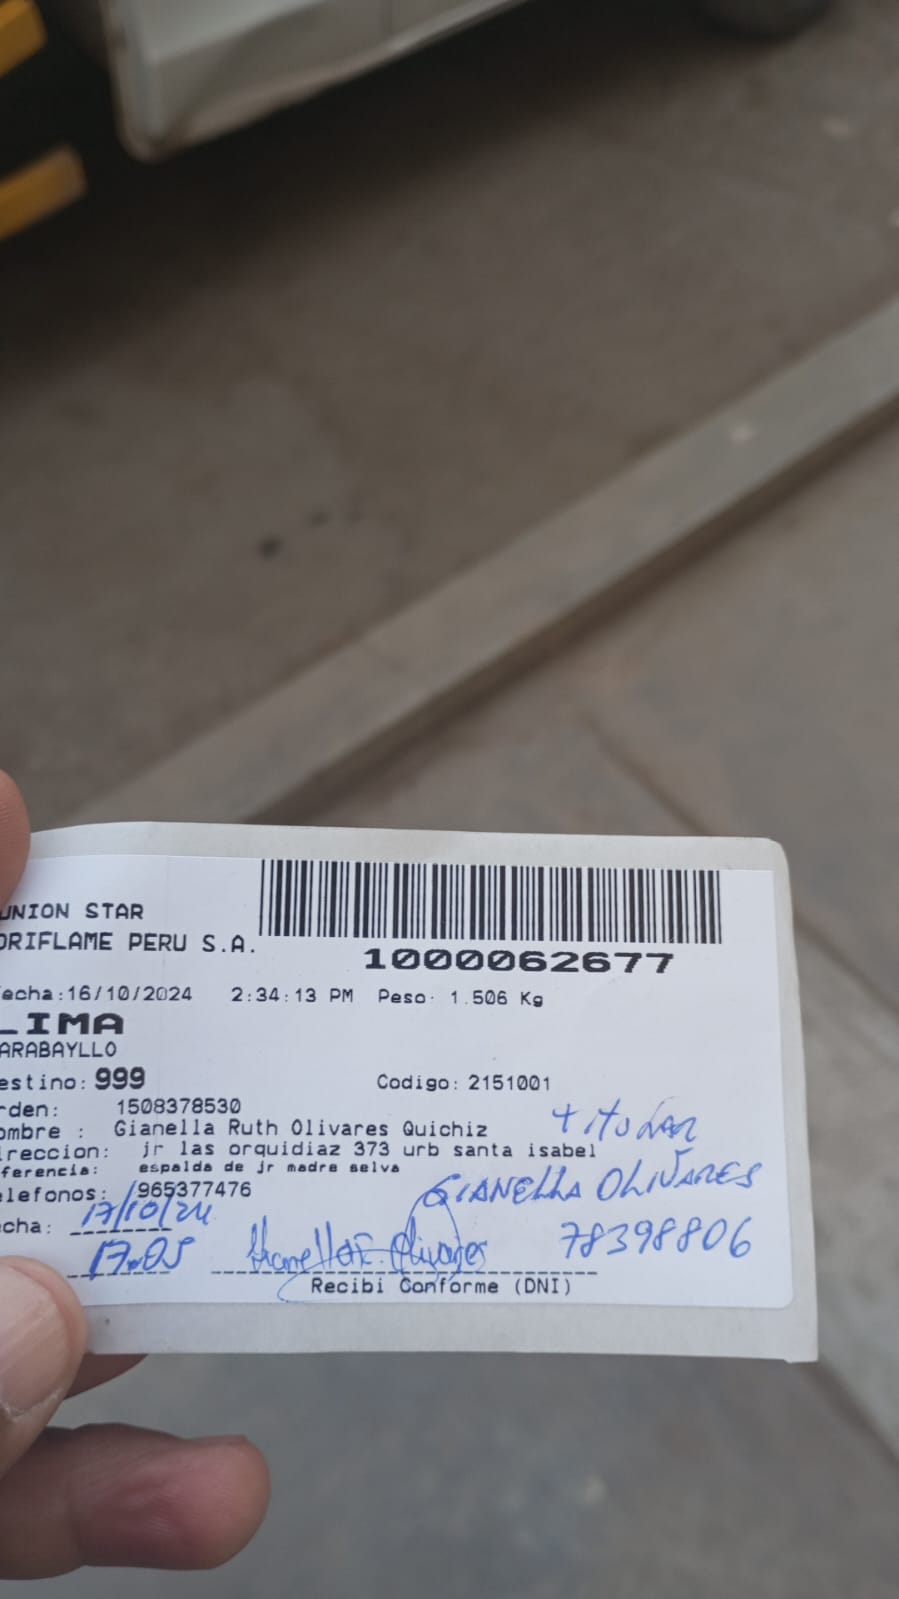 UNION STAR
ORIFLAME PERU S.A.
1000062677
echa:16/10/2024 2:34:13 PM Peso: 1.506 Kg
LIMA
ARABAYLLO
estino: 999 Codigo: 2151001
rden: 1508378530
ombre : Gianella Ruth Olivares Quichiz
ireccion: jr las orquidiaz 373 urb santa isabel
ferencia: espalda de jr madre selva
elefonos: 965377476
titular
GIANELLA OLIVARES
cha: 17/10/24
78398806
17:05
Recibi Conforme (DNI)